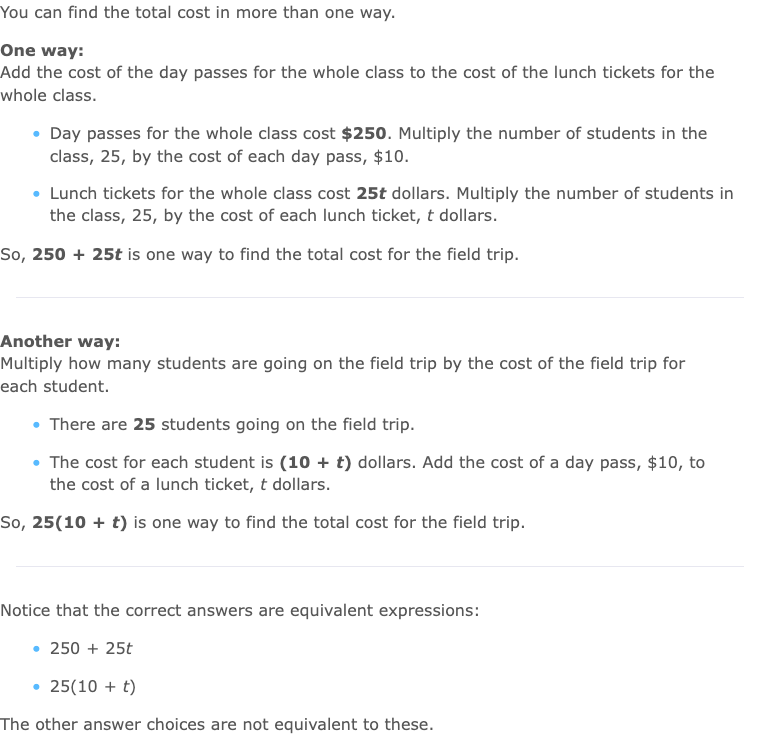 You can find the total cost in more than one way.
One way:
Add the cost of the day passes for the whole class to the cost of the lunch tickets for the
whole class.
• Day passes for the whole class cost $250. Multiply the number of students in the
class, 25, by the cost of each day pass, $10.
• Lunch tickets for the whole class cost 25t dollars. Multiply the number of students in
the class, 25, by the cost of each lunch ticket, t dollars.
So, 250 + 25t is one way to find the total cost for the field trip.
Another way:
Multiply how many students are going on the field trip by the cost of the field trip for
each student.
• There are 25 students going on the field trip.
• The cost for each student is (10 + t) dollars. Add the cost of a day pass, $10, to
the cost of a lunch ticket, t dollars.
So, 25(10 + t) is one way to find the total cost for the field trip.
Notice that the correct answers are equivalent expressions:
• 250 + 25t
• 25(10 + t)
The other answer choices are not equivalent to these.